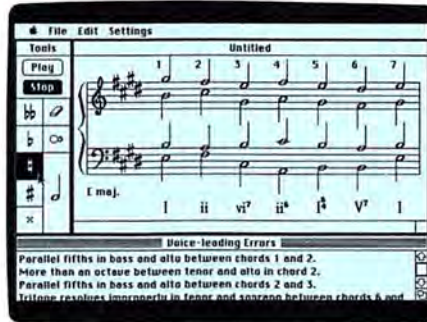 File Edit Settings
Tools
Untitled
Play
Stop
1 2 3 4 5 6 7
E maj.
I ii vi7 ii6 I6/4 V7 I
Voice-leading Errors
Parallel fifths in bass and alto between chords 1 and 2.
More than an octave between tenor and alto in chord 2.
Parallel fifths in bass and alto between chords 2 and 3.
Tritone resolves improperly in tenor and soprano between chords 6 and